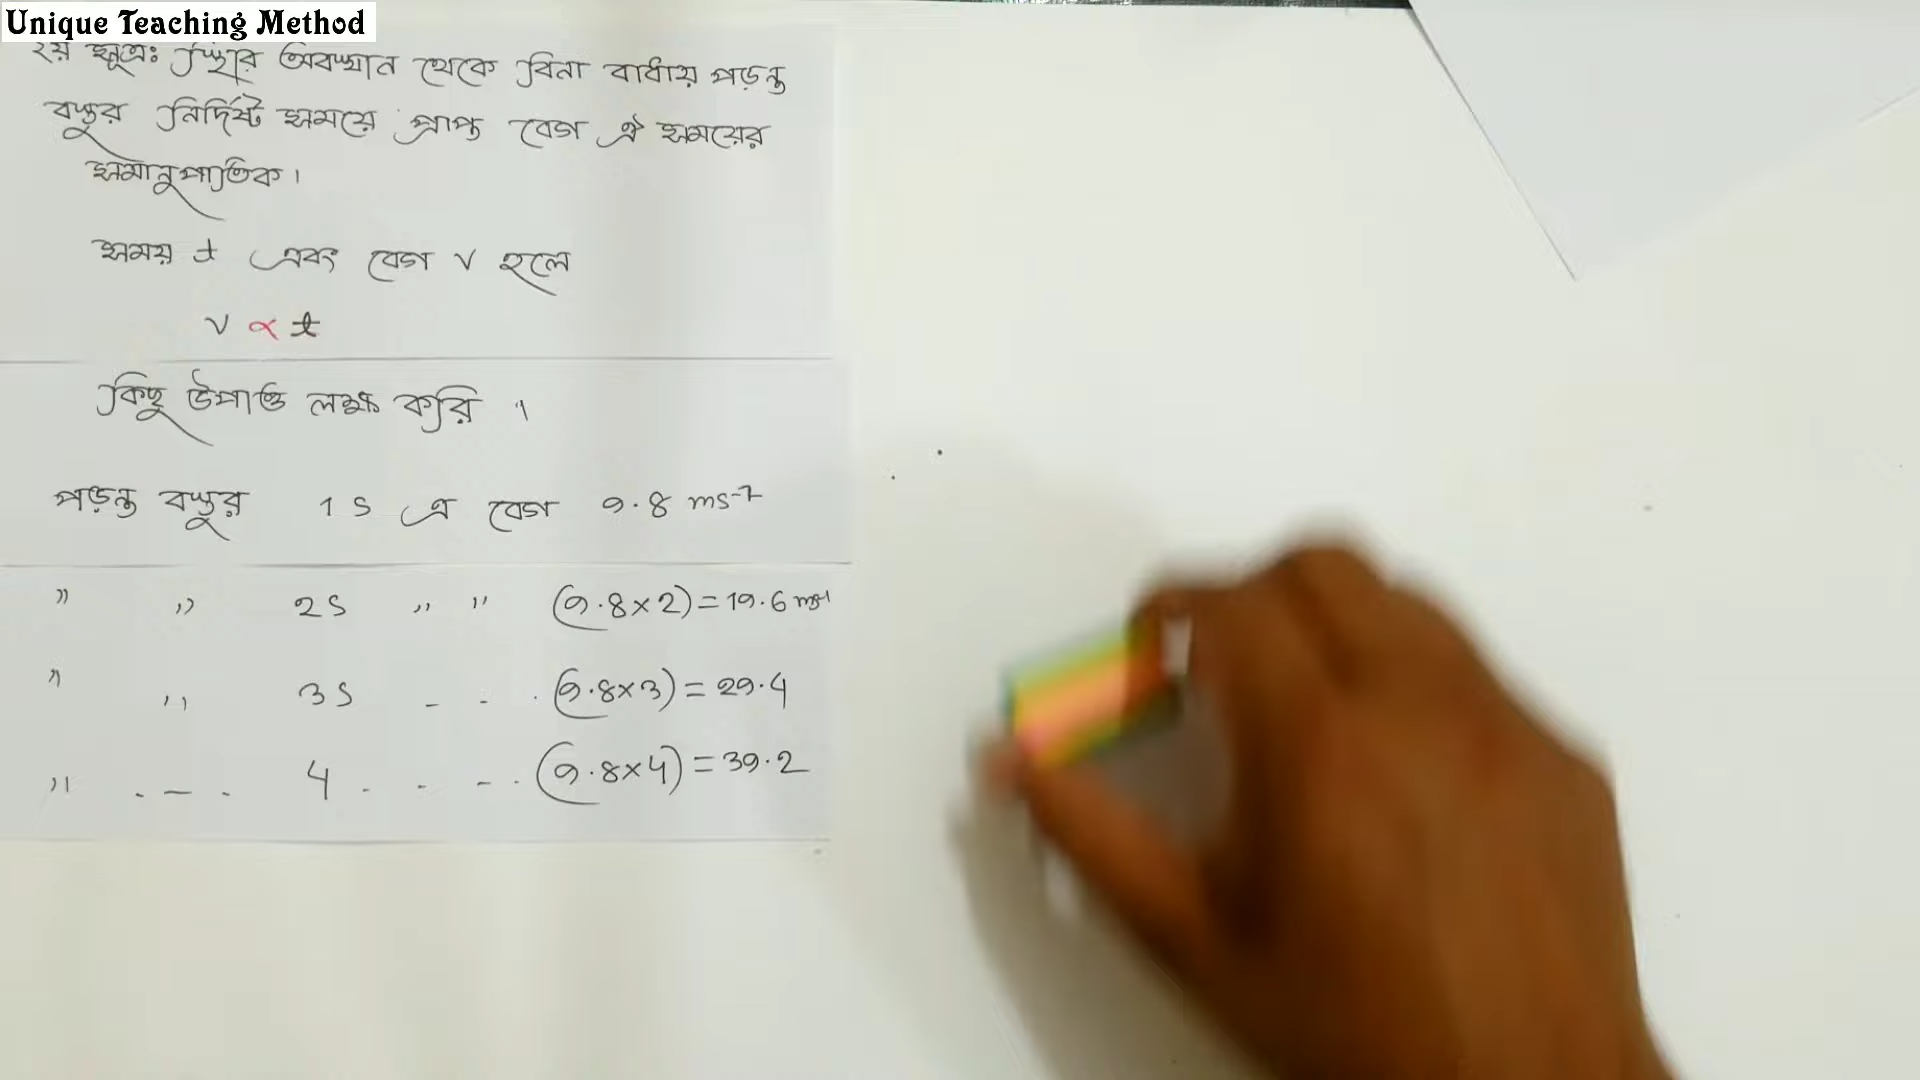 Unique Teaching Method
২য় সূত্রঃ স্থির অবস্থান থেকে বিনা বাধায় পড়ন্ত
বস্তুর নির্দিষ্ট সময়ে প্রাপ্ত বেগ ঐ সময়ের
সমানুপাতিক।
সময় t এবং বেগ v হলে
v ∝ t
কিছু উপাত্ত লক্ষ করি ।
পড়ন্ত বস্তুর 1 S এ বেগ 9.8 ms-1
" " 2S " " (9.8×2)=19.6 ms-1
" " 3S - - . (9.8×3)=29.4
" . - . 4 . - - . (9.8×4)=39.2